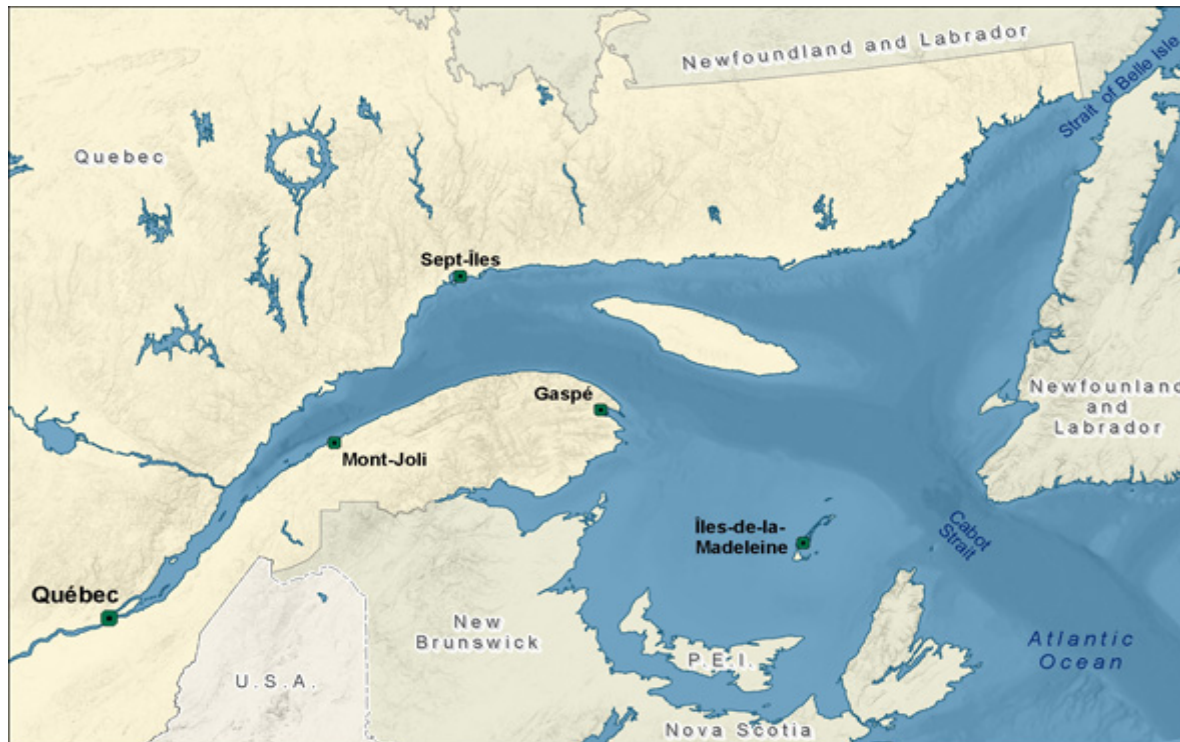 Newfoundland and Labrador
Strait of Belle Isle
Quebec
Sept-Îles
Gaspé
Newfounland
and
Labrador
Mont-Joli
Îles-de-la-
Madeleine
Cabot
Strait
Québec
New
Brunswick
P.E.I.
Atlantic
Ocean
U.S.A.
Nova Scotia